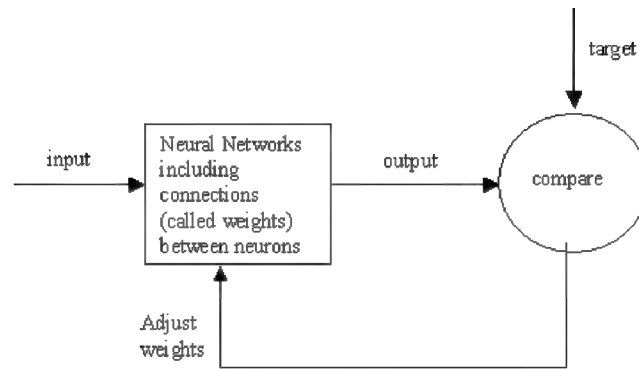 target
input
Neural Networks
including
connections
(called weights)
between neurons
output
compare
Adjust
weights